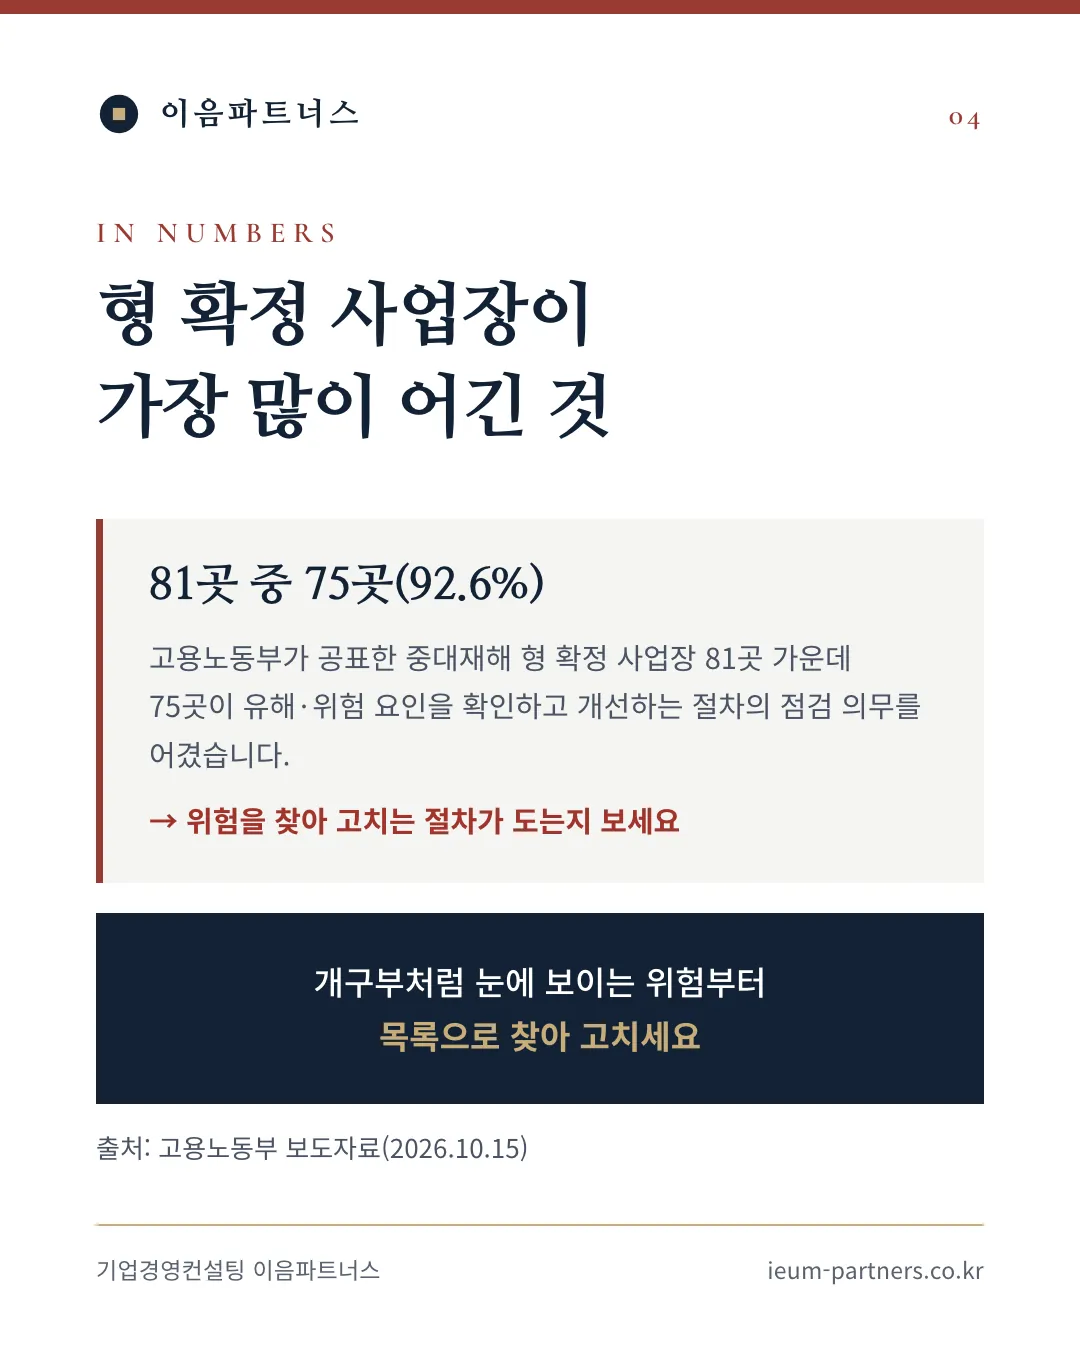 이음파트너스
04
IN NUMBERS
형 확정 사업장이
가장 많이 어긴 것
81곳 중 75곳(92.6%)
고용노동부가 공표한 중대재해 형 확정 사업장 81곳 가운데
75곳이 유해·위험 요인을 확인하고 개선하는 절차의 점검 의무를
어겼습니다.
→ 위험을 찾아 고치는 절차가 도는지 보세요
개구부처럼 눈에 보이는 위험부터
목록으로 찾아 고치세요
출처: 고용노동부 보도자료(2026.10.15)
기업경영컨설팅 이음파트너스
ieum-partners.co.kr